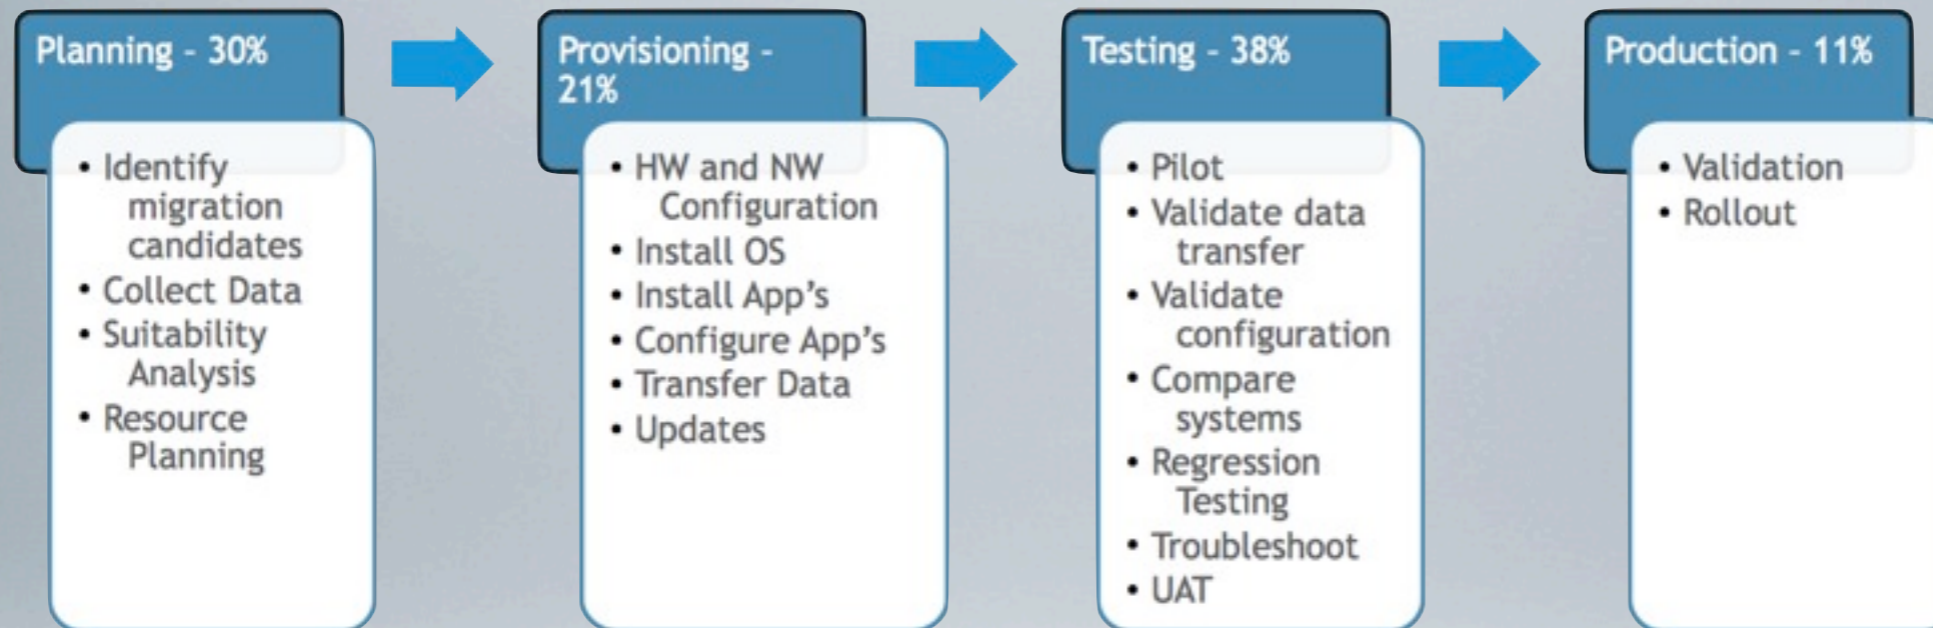 Planning – 30%
• Identify
migration
candidates
• Collect Data
• Suitability
Analysis
• Resource
Planning
Provisioning –
21%
• HW and NW
Configuration
• Install OS
• Install App's
• Configure App's
• Transfer Data
• Updates
Testing – 38%
• Pilot
• Validate data
transfer
• Validate
configuration
• Compare
systems
• Regression
Testing
• Troubleshoot
• UAT
Production – 11%
• Validation
• Rollout